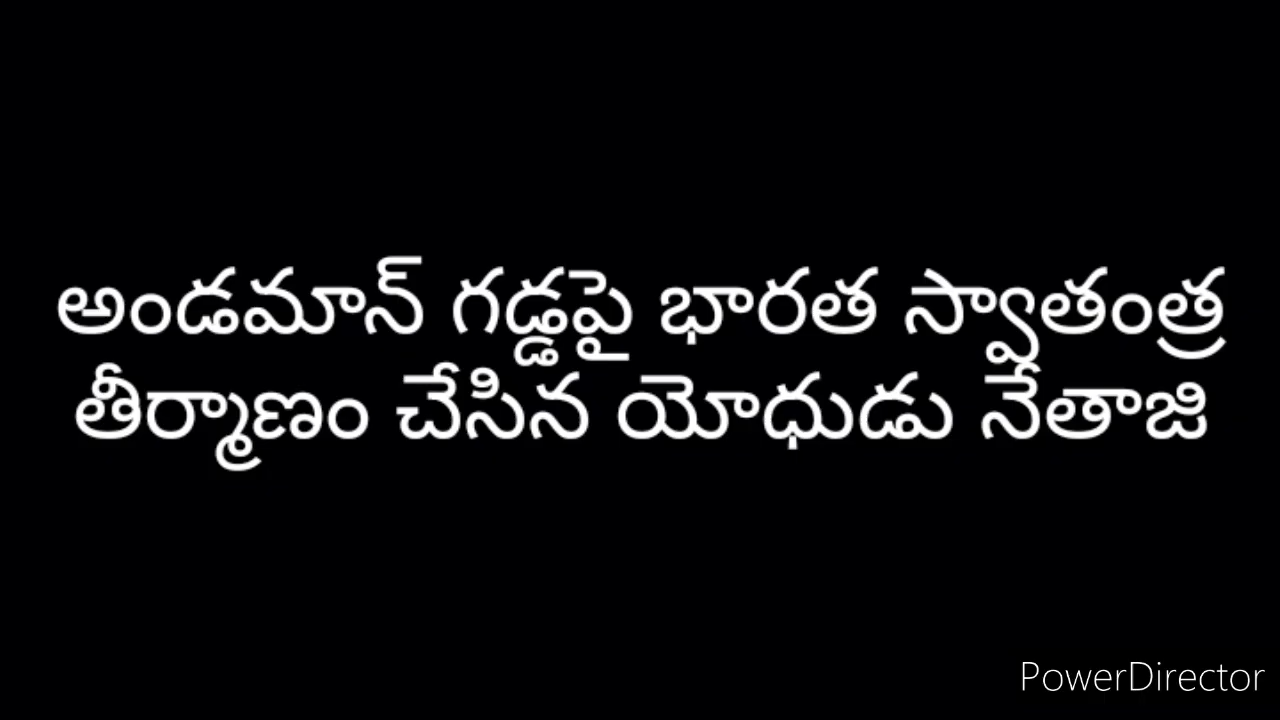 అండమాన్ గడ్డపై భారత స్వాతంత్ర
తీర్మాణం చేసిన యోధుడు నేతాజి
PowerDirector